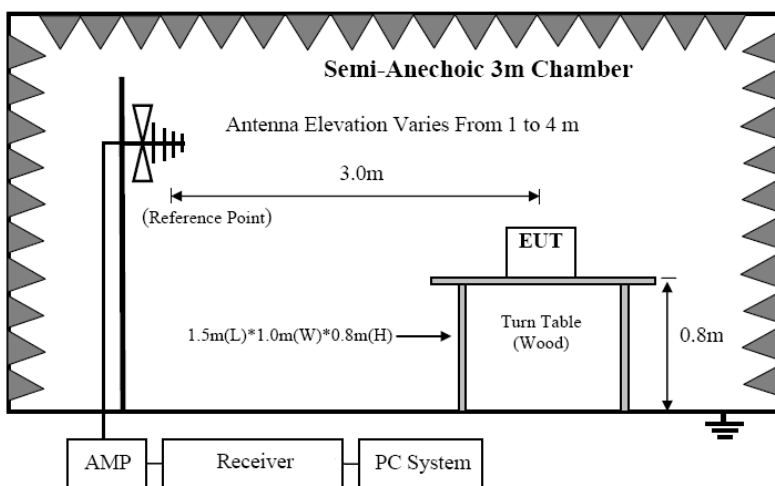 Semi-Anechoic 3m Chamber
Antenna Elevation Varies From 1 to 4 m
3.0m
(Reference Point)
EUT
1.5m(L)*1.0m(W)*0.8m(H)
Turn Table
(Wood)
0.8m
AMP
Receiver
PC System